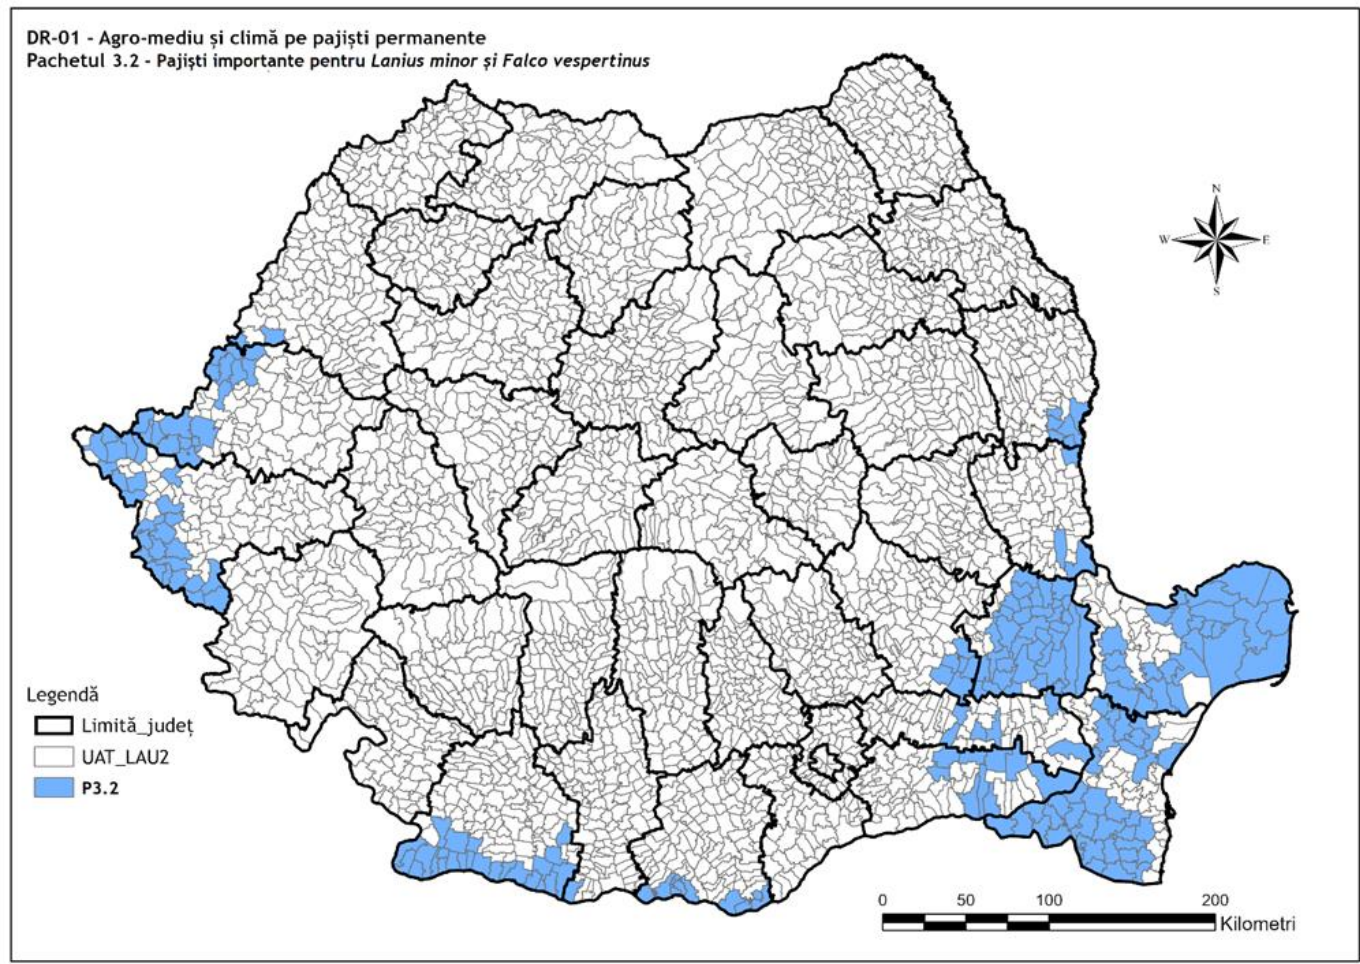 DR-01 - Agro-mediu și climă pe pajiști permanente
Pachetul 3.2 - Pajiști importante pentru Lanius minor și Falco vespertinus
N
W E
S
Legendă
Limită_județ
UAT_LAU2
P3.2
0 50 100 200
Kilometri